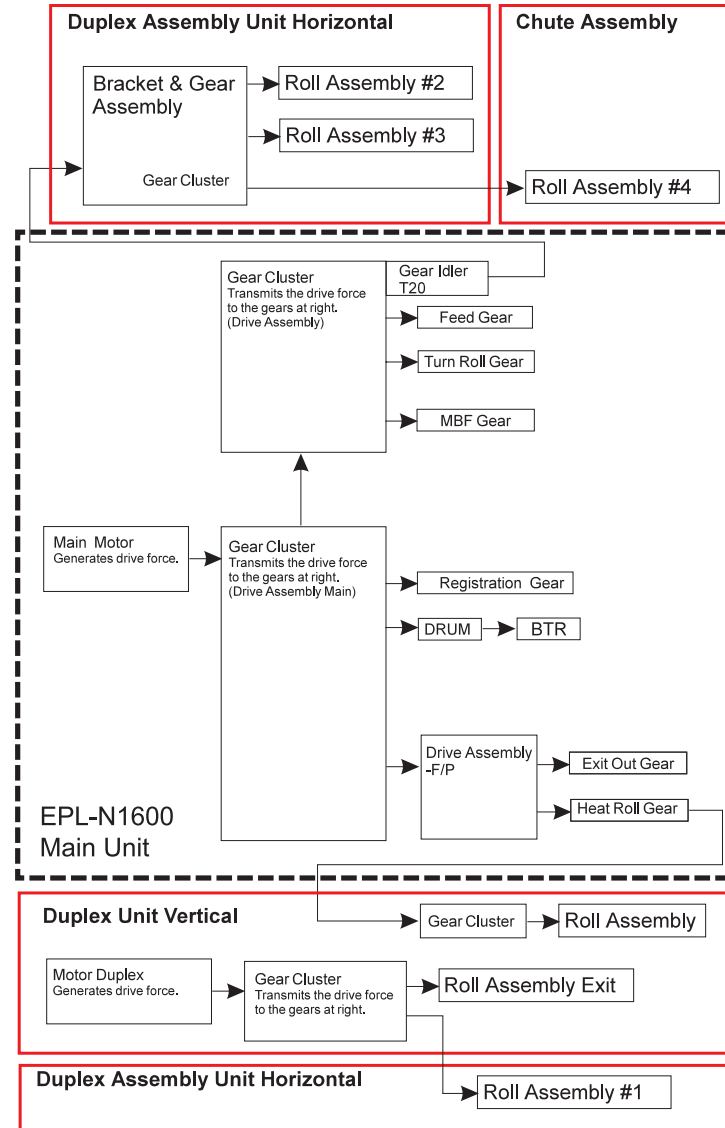 Duplex Assembly Unit Horizontal
Chute Assembly
Bracket & Gear
Assembly
Roll Assembly #2
Roll Assembly #3
Gear Cluster
Roll Assembly #4
Gear Cluster
Transmits the drive force
to the gears at right.
(Drive Assembly)
Gear Idler
T20
Feed Gear
Turn Roll Gear
MBF Gear
Main Motor
Generates drive force.
Gear Cluster
Transmits the drive force
to the gears at right.
(Drive Assembly Main)
Registration Gear
DRUM
BTR
Drive Assembly
-F/P
Exit Out Gear
Heat Roll Gear
EPL-N1600
Main Unit
Duplex Unit Vertical
Gear Cluster
Roll Assembly
Motor Duplex
Generates drive force.
Gear Cluster
Transmits the drive force
to the gears at right.
Roll Assembly Exit
Duplex Assembly Unit Horizontal
Roll Assembly #1